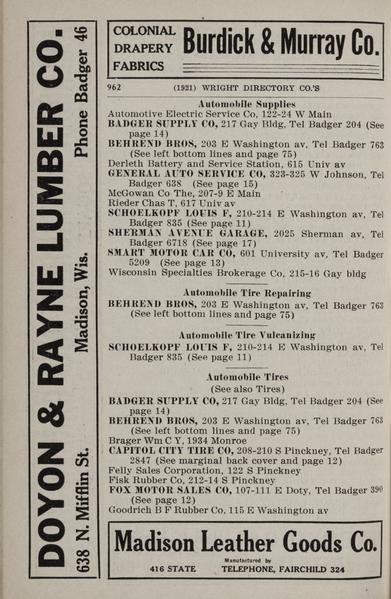 DOYON & RAYNE LUMBER CO.
638 N. Mifflin St. Madison, Wis. Phone Badger 46
COLONIAL
DRAPERY
FABRICS
Burdick & Murray Co.
962 (1921) WRIGHT DIRECTORY CO.'S
Automobile Supplies
Automotive Electric Service Co, 122-24 W Main
BADGER SUPPLY CO, 217 Gay Bldg, Tel Badger 204 (See
page 14)
BEHREND BROS, 203 E Washington av, Tel Badger 763
(See left bottom lines and page 75)
Derleth Battery and Service Station, 615 Univ av
GENERAL AUTO SERVICE CO, 323-325 W Johnson, Tel
Badger 638 (See page 15)
McGowan Co The, 207-9 E Main
Rieder Chas T, 617 Univ av
SCHOELKOPF LOUIS F, 210-214 E Washington av, Tel
Badger 835 (See page 11)
SHERMAN AVENUE GARAGE, 2025 Sherman av, Tel
Badger 6718 (See page 17)
SMART MOTOR CAR CO, 601 University av, Tel Badger
5209 (See page 13)
Wisconsin Specialties Brokerage Co, 215-16 Gay bldg
Automobile Tire Repairing
BEHREND BROS, 203 E Washington av, Tel Badger 763
(See left bottom lines and page 75)
Automobile Tire Vulcanizing
SCHOELKOPF LOUIS F, 210-214 E Washington av, Tel
Badger 835 (See page 11)
Automobile Tires
(See also Tires)
BADGER SUPPLY CO, 217 Gay Bldg, Tel Badger 204 (See
page 14)
BEHREND BROS, 203 E Washington av, Tel Badger 763
(See left bottom lines and page 75)
Brager Wm C Y, 1934 Monroe
CAPITOL CITY TIRE CO, 208-210 S Pinckney, Tel Badger
2847 (See marginal back cover and page 12)
Felly Sales Corporation, 122 S Pinckney
Fisk Rubber Co, 212-14 S Pinckney
FOX MOTOR SALES CO, 107-111 E Doty, Tel Badger 390
(See page 12)
Goodrich B F Rubber Co, 115 E Washington av
Madison Leather Goods Co.
Manufactured by
416 STATE TELEPHONE, FAIRCHILD 324